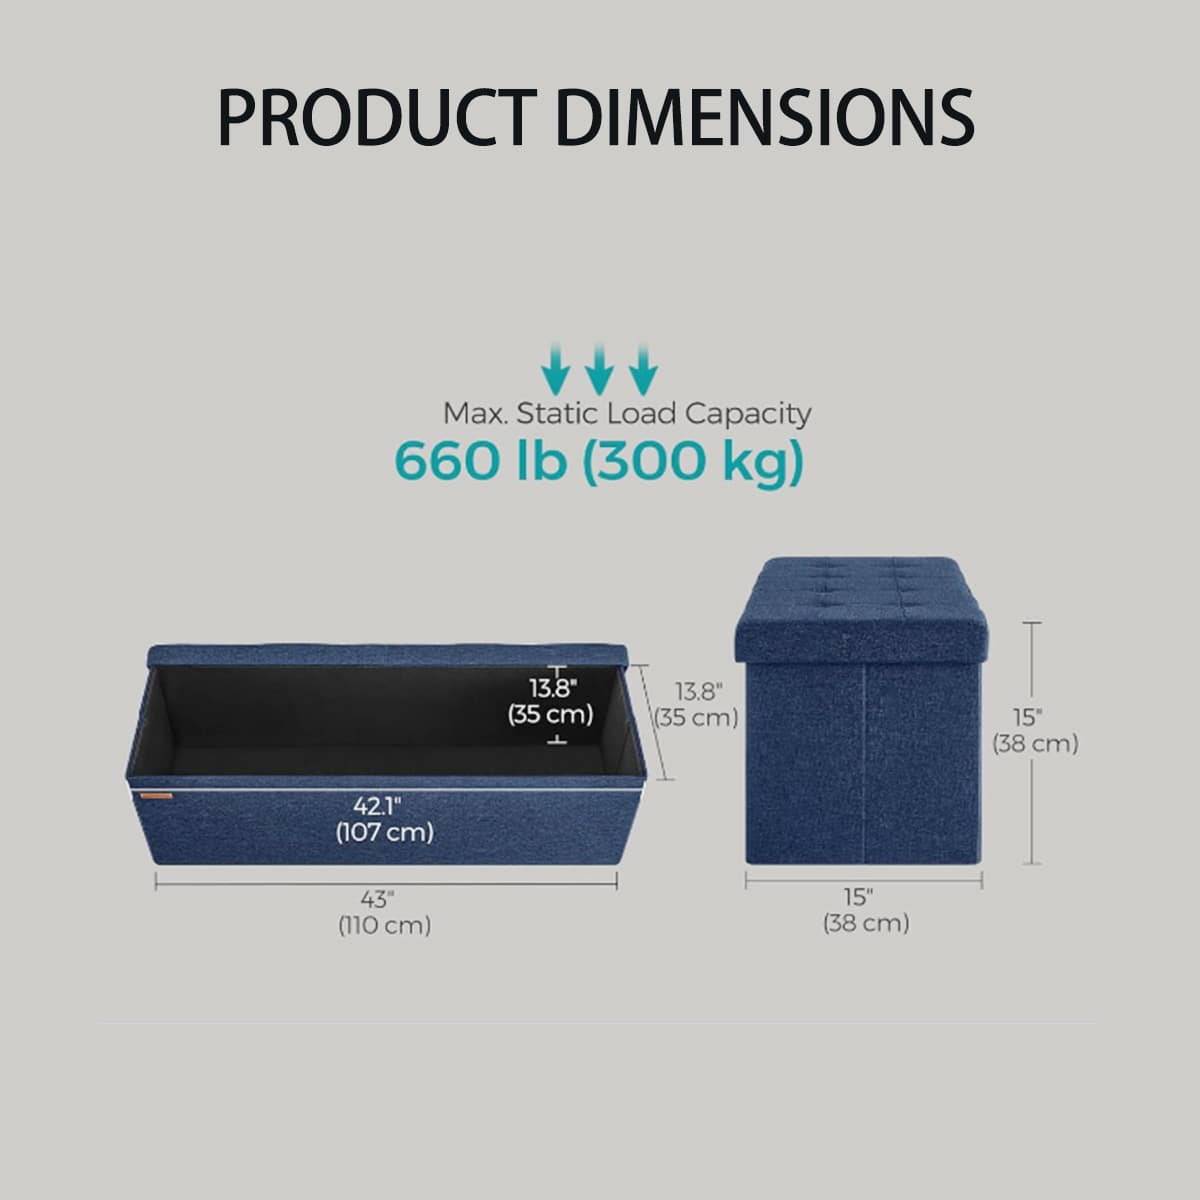 PRODUCT DIMENSIONS
Max. Static Load Capacity
660 lb (300 kg)
13.8"
(35 cm)
13.8"
(35 cm)
42.1"
(107 cm)
43"
(110 cm)
15"
(38 cm)
15"
(38 cm)